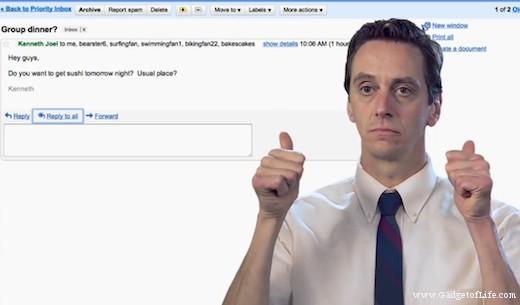 « Back to Priority Inbox Archive Report spam Delete Move to ▾ Labels ▾ More actions ▾ 1 of 2
Group dinner? Inbox x
New window
Print all
Kenneth Joel to me, bearster6, surfingfan, swimmingfan1, bikingfan22, bakescakes show details 10:06 AM (1 hour
a document
Hey guys,
Do you want to get sushi tomorrow night? Usual place?
Kenneth
Reply Reply to all Forward
www.GadgetofLife.com